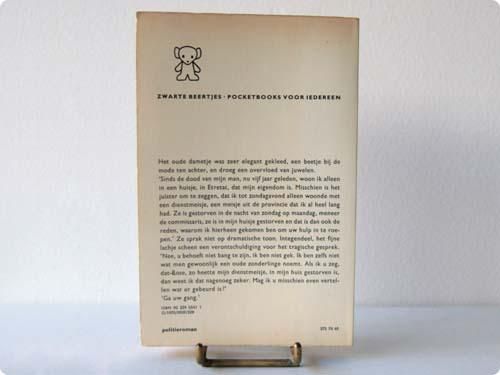 ZWARTE BEERTJES · POCKETBOOKS VOOR IEDEREEN
Het oude dametje was zeer elegant gekleed, een beetje bij de
mode ten achter, en droeg een overvloed van juwelen.
'Sinds de dood van mijn man, nu vijf jaar geleden, woon ik alleen
in een huisje, in Etretat, dat mijn eigendom is. Misschien is het
juister om te zeggen, dat ik tot zondagavond alleen woonde met
een dienstmeisje, een meisje uit de provincie dat ik al heel lang
had. Ze is gestorven in de nacht van zondag op maandag, meneer
de commissaris, ze is in mijn huisje gestorven en dat is dan ook de
reden, waarom ik hierheen gekomen ben om uw hulp in te roe-
pen.' Ze sprak niet op dramatische toon. Integendeel, het fijne
lachje scheen een verontschuldiging voor het tragische gesprek.
'Nee, u behoeft niet bang te zijn, ik ben niet gek. Ik ben zelfs niet
wat men gewoonlijk een oude zonderlinge noemt. Als ik u zeg,
dat Rose, zo heette mijn dienstmeisje, in mijn huis gestorven is,
dan weet ik dat nagenoeg zeker. Mag ik u misschien even vertel-
len war er gebeurd is?'
'Ga uw gang.'
politieroman